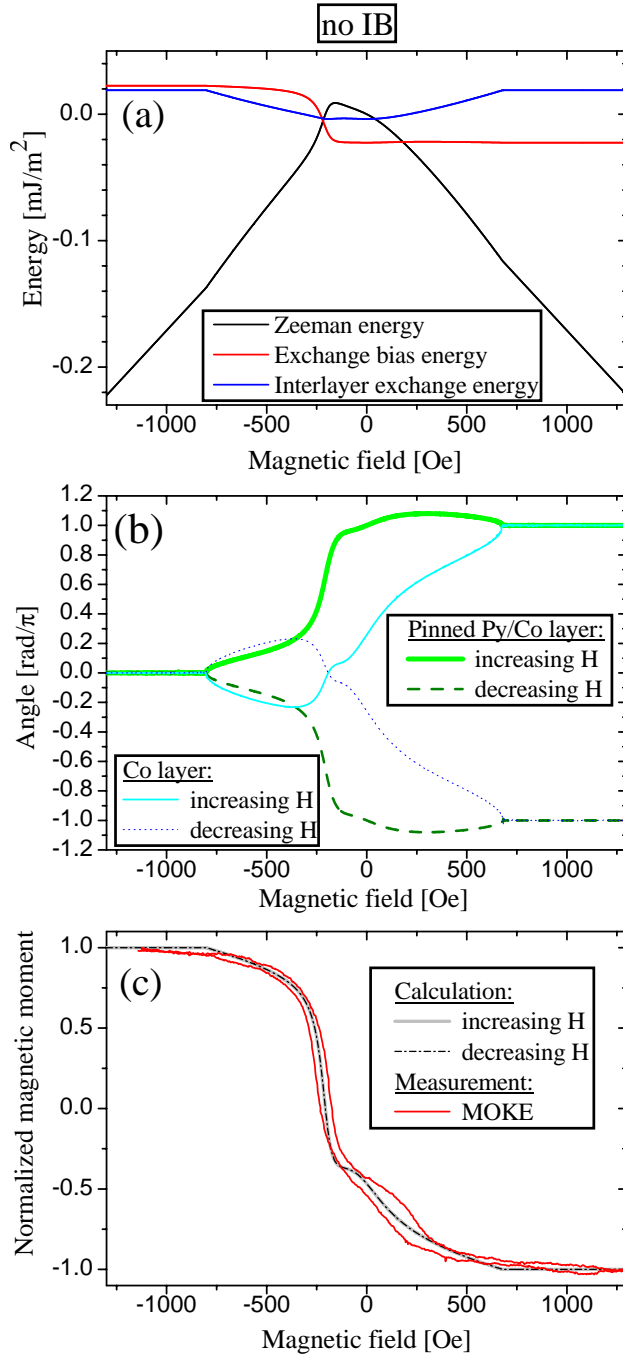 no IB
(a)
Energy [mJ/m²]
0.0
-0.1
-0.2
Zeeman energy
Exchange bias energy
Interlayer exchange energy
-1000 -500 0 500 1000
Magnetic field [Oe]
(b)
Angle [rad/π]
1.2
1.0
0.8
0.6
0.4
0.2
0.0
-0.2
-0.4
-0.6
-0.8
-1.0
-1.2
Pinned Py/Co layer:
increasing H
decreasing H
Co layer:
increasing H
decreasing H
-1000 -500 0 500 1000
Magnetic field [Oe]
(c)
Normalized magnetic moment
1.0
0.5
0.0
-0.5
-1.0
Calculation:
increasing H
decreasing H
Measurement:
MOKE
-1000 -500 0 500 1000
Magnetic field [Oe]